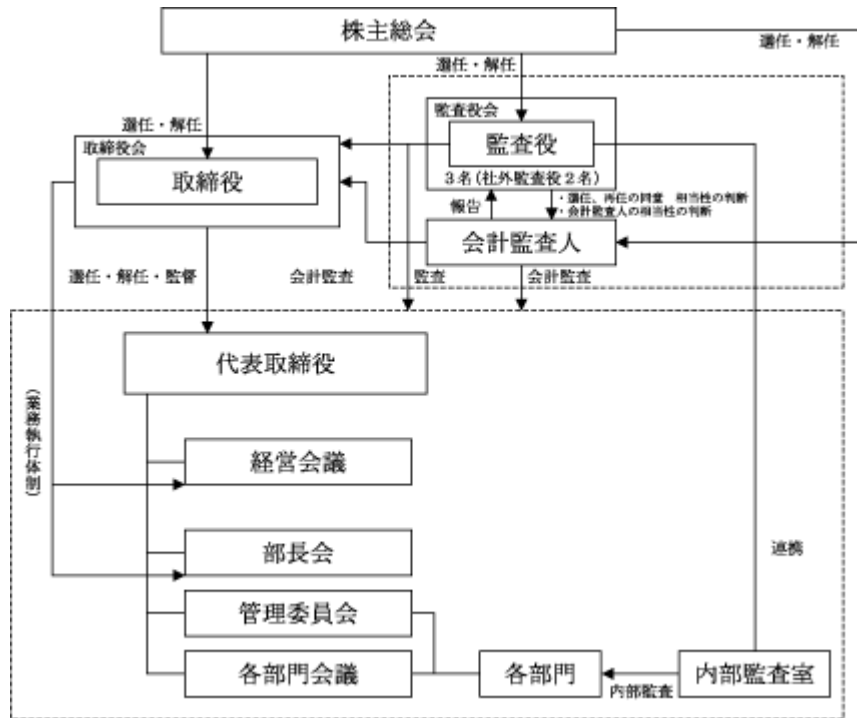 株主総会
選任・解任
選任・解任
選任・解任
監査役会
監査役
3名(社外監査役2名)
取締役会
取締役
報告
・選任、再任の同意 相当性の判断
・会計監査人の相当性の判断
会計監査人
選任・解任・監督
会計監査
監査
会計監査
代表取締役
(業務執行体制)
経営会議
部長会
連携
管理委員会
各部門会議
各部門
内部監査
内部監査室